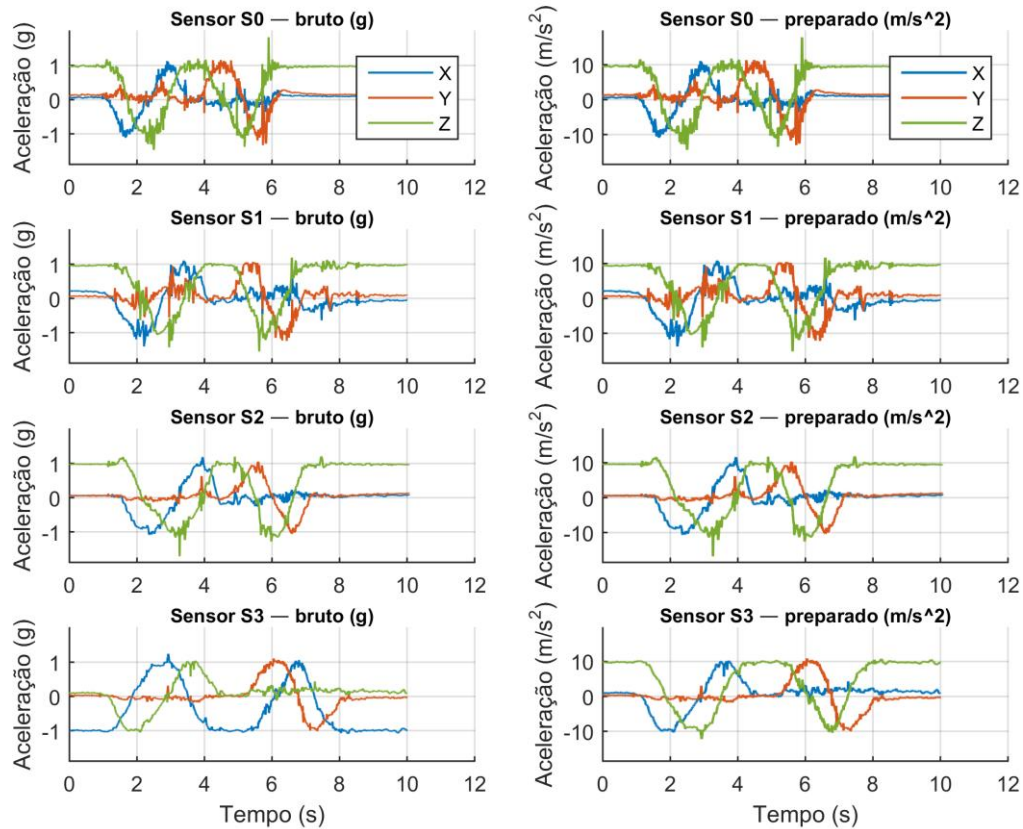 Sensor S0 — bruto (g)
Aceleração (g)
1
0
-1
X
Y
Z
0 2 4 6 8 10 12
Sensor S0 — preparado (m/s^2)
Aceleração (m/s²)
10
0
-10
X
Y
Z
0 2 4 6 8 10 12
Sensor S1 — bruto (g)
Aceleração (g)
1
0
-1
0 2 4 6 8 10 12
Sensor S1 — preparado (m/s^2)
Aceleração (m/s²)
10
0
-10
0 2 4 6 8 10 12
Sensor S2 — bruto (g)
Aceleração (g)
1
0
-1
0 2 4 6 8 10 12
Sensor S2 — preparado (m/s^2)
Aceleração (m/s²)
10
0
-10
0 2 4 6 8 10 12
Sensor S3 — bruto (g)
Aceleração (g)
1
0
-1
0 2 4 6 8 10 12
Tempo (s)
Sensor S3 — preparado (m/s^2)
Aceleração (m/s²)
10
0
-10
0 2 4 6 8 10 12
Tempo (s)